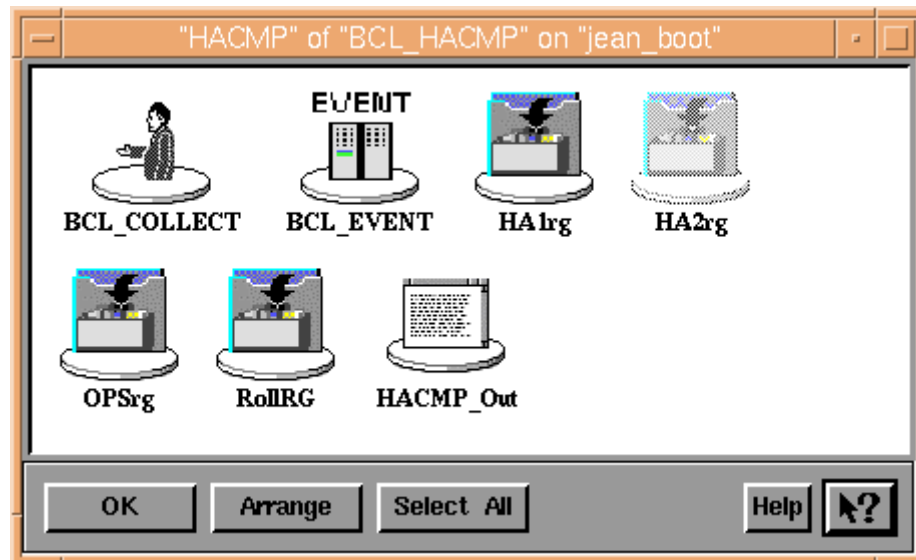 "HACMP" of "BCL_HACMP" on "jean_boot"
EVENT
BCL_COLLECT BCL_EVENT HA1rg HA2rg
OPSrg RollRG HACMP_Out
OK Arrange Select All Help ?